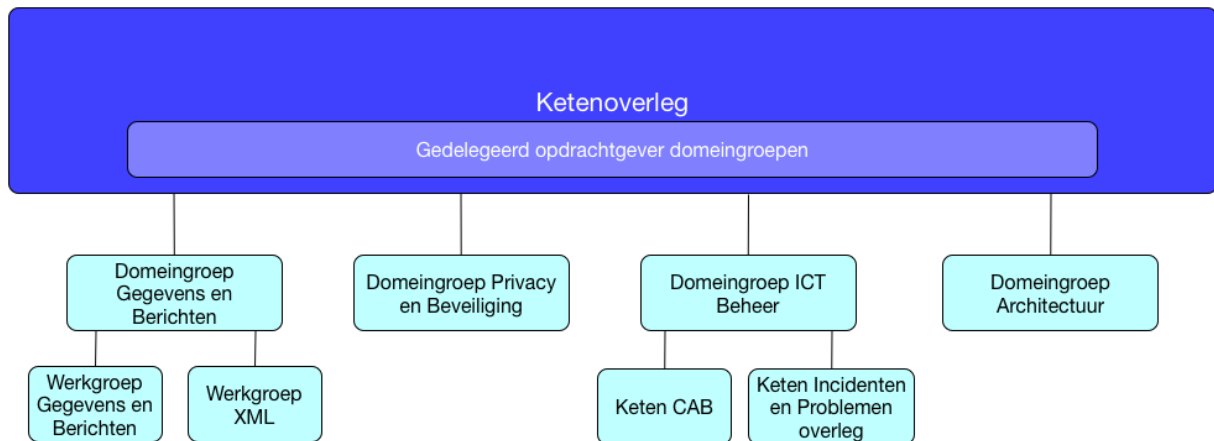 Ketenoverleg
Gedelegeerd opdrachtgever domeingroepen
Domeingroep
Gegevens en
Berichten
Domeingroep Privacy
en Beveiliging
Domeingroep ICT
Beheer
Domeingroep
Architectuur
Werkgroep
Gegevens en
Berichten
Werkgroep
XML
Keten CAB
Keten Incidenten
en Problemen
overleg